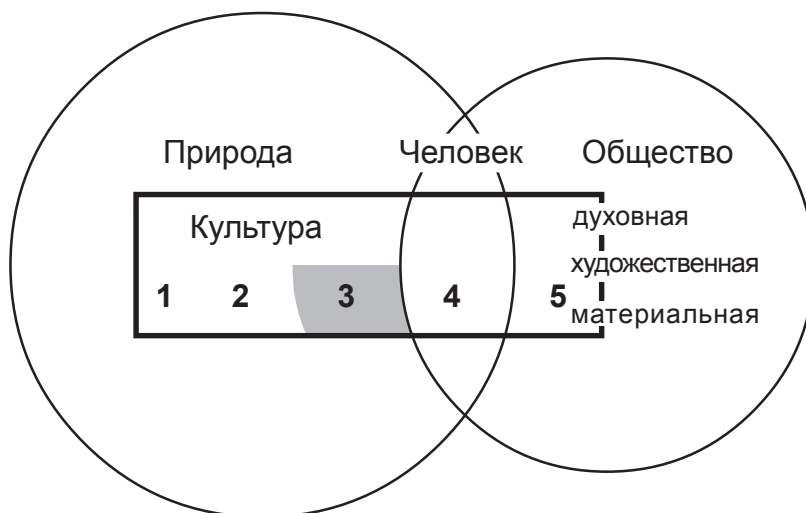 Природа Человек Общество
Культура
духовная
художественная
1 2 3 4 5
материальная